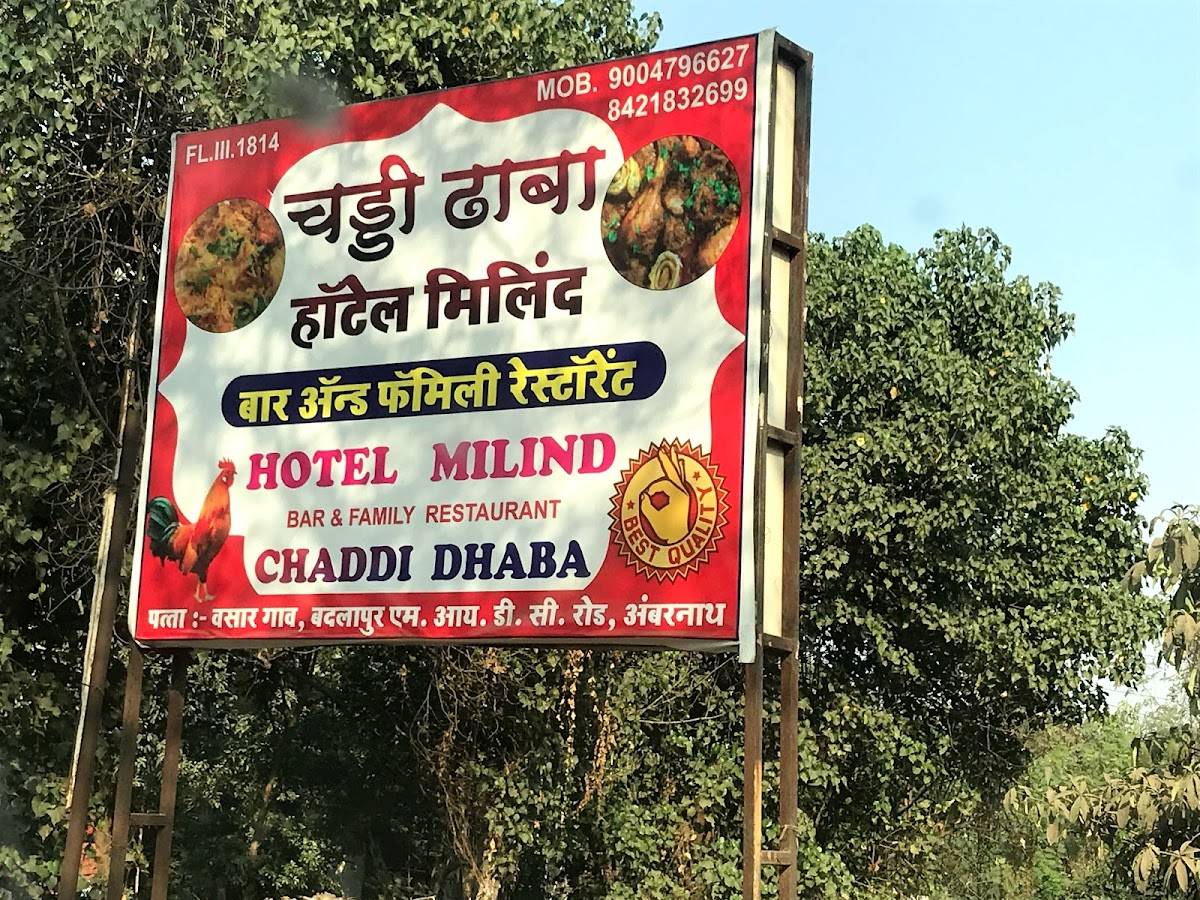 FL.III.1814
MOB. 9004796627
8421832699
चड्डी ढाबा
हॉटेल मिलिंद
बार ॲन्ड फॅमिली रेस्टॉरेंट
HOTEL MILIND
BAR & FAMILY RESTAURANT
CHADDI DHABA
BEST QUALITY
पत्ता :- वसार गाव, बदलापुर एम. आय. डी. सी. रोड, अंबरनाथ